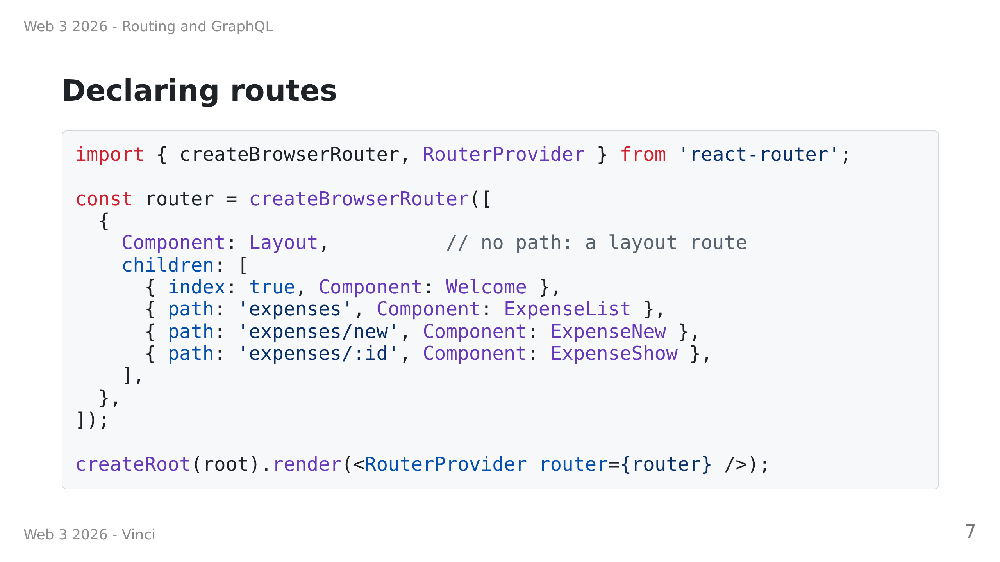 Web 3 2026 - Routing and GraphQL
Declaring routes
import { createBrowserRouter, RouterProvider } from 'react-router';

const router = createBrowserRouter([
  {
    Component: Layout,          // no path: a layout route
    children: [
      { index: true, Component: Welcome },
      { path: 'expenses', Component: ExpenseList },
      { path: 'expenses/new', Component: ExpenseNew },
      { path: 'expenses/:id', Component: ExpenseShow },
    ],
  },
]);

createRoot(root).render(<RouterProvider router={router} />);
Web 3 2026 - Vinci
7